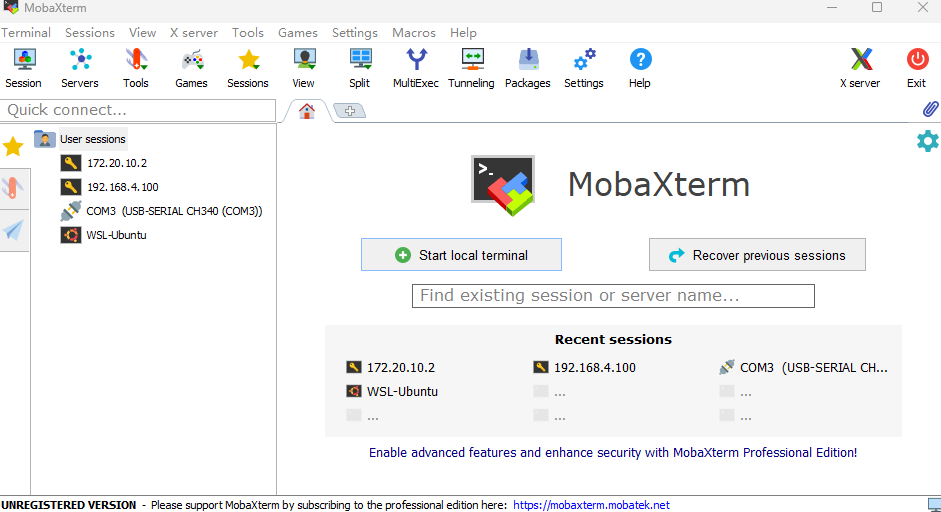 MobaXterm
Terminal Sessions View X server Tools Games Settings Macros Help
Session Servers Tools Games Sessions View Split MultiExec Tunneling Packages Settings Help X server Exit
Quick connect...
User sessions
172.20.10.2
192.168.4.100
COM3 (USB-SERIAL CH340 (COM3))
WSL-Ubuntu
>_
MobaXterm
Start local terminal Recover previous sessions
Find existing session or server name...
Recent sessions
172.20.10.2 192.168.4.100 COM3 (USB-SERIAL CH...
WSL-Ubuntu ... ...
... ... ...
Enable advanced features and enhance security with MobaXterm Professional Edition!
UNREGISTERED VERSION - Please support MobaXterm by subscribing to the professional edition here: https://mobaxterm.mobatek.net